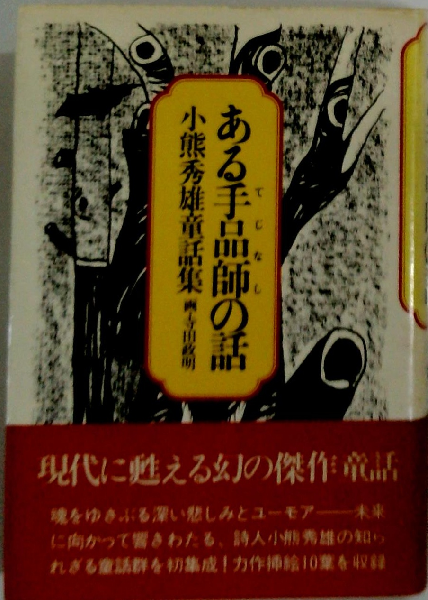 ある手品師の話
てじなし
小熊秀雄童話集
画・寺田政明
現代に甦える幻の傑作童話
魂をゆさぶる深い悲しみとユーモア――未来
に向かって響きわたる、詩人小熊秀雄の知ら
れざる童話群を初集成！力作挿絵10葉を収録